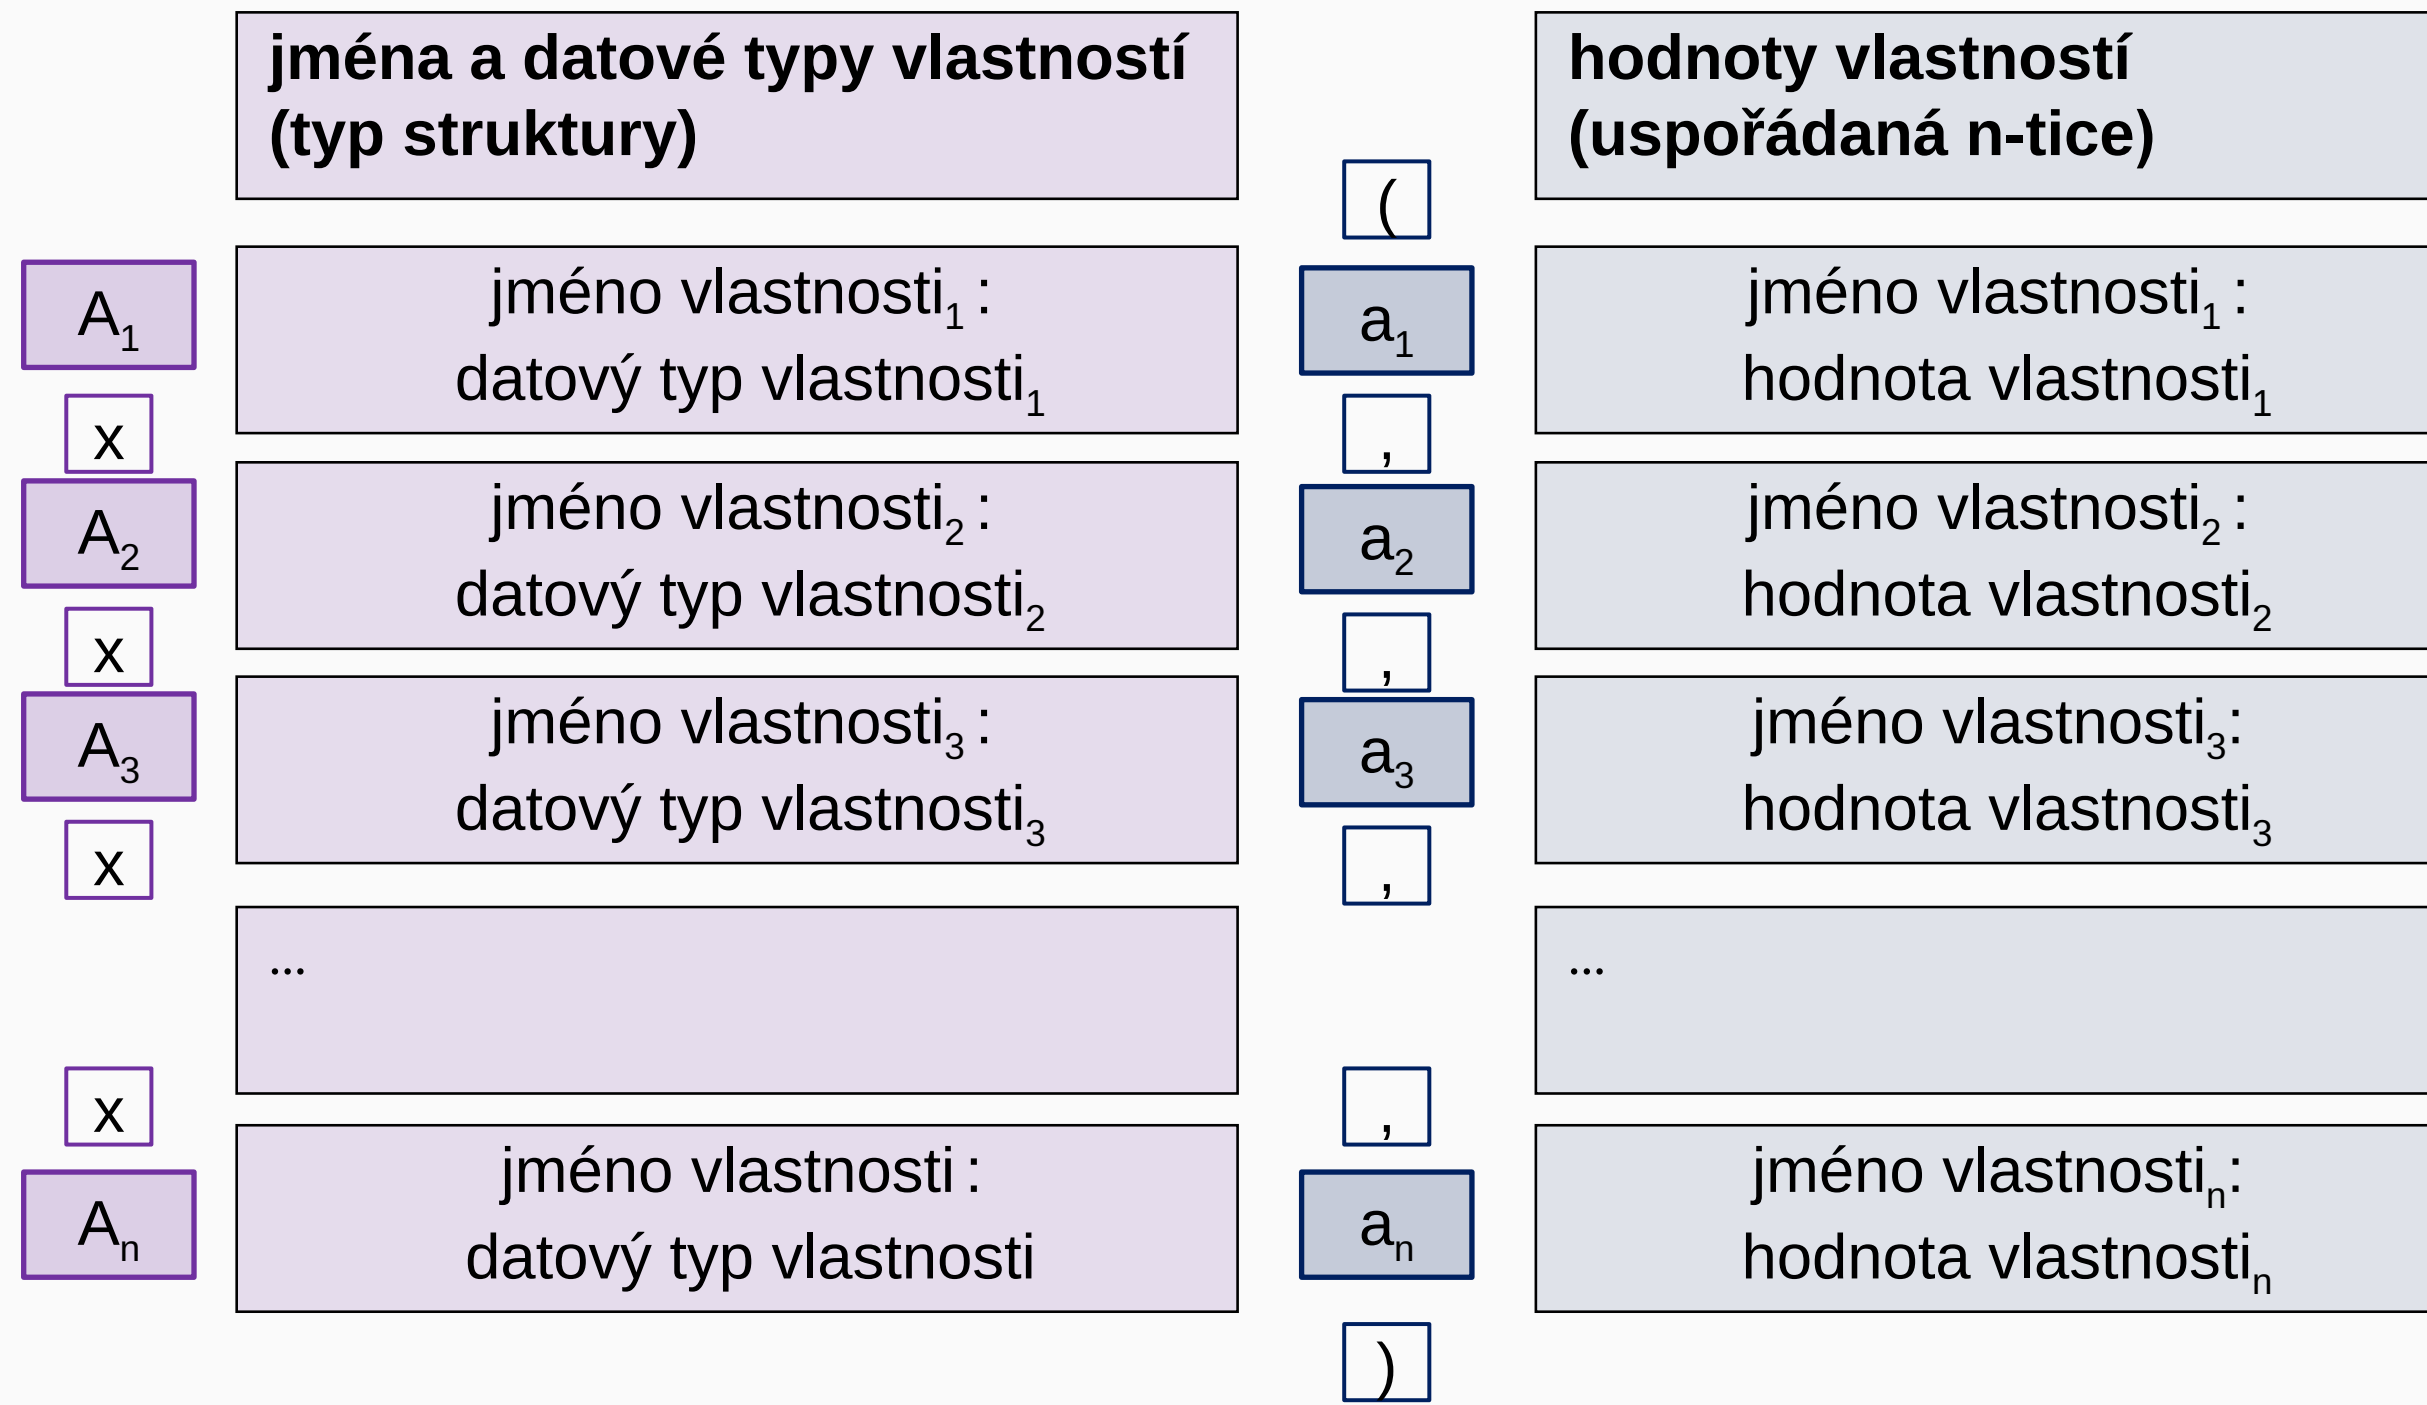 jména a datové typy vlastností
(typ struktury)
hodnoty vlastností
(uspořádaná n-tice)
(
A₁
jméno vlastnosti₁ :
datový typ vlastnosti₁
a₁
jméno vlastnosti₁ :
hodnota vlastnosti₁
x
,
A₂
jméno vlastnosti₂ :
datový typ vlastnosti₂
a₂
jméno vlastnosti₂ :
hodnota vlastnosti₂
x
,
A₃
jméno vlastnosti₃ :
datový typ vlastnosti₃
a₃
jméno vlastnosti₃:
hodnota vlastnosti₃
x
,
...
...
x
,
Aₙ
jméno vlastnosti :
datový typ vlastnosti
aₙ
jméno vlastnostiₙ:
hodnota vlastnostiₙ
)